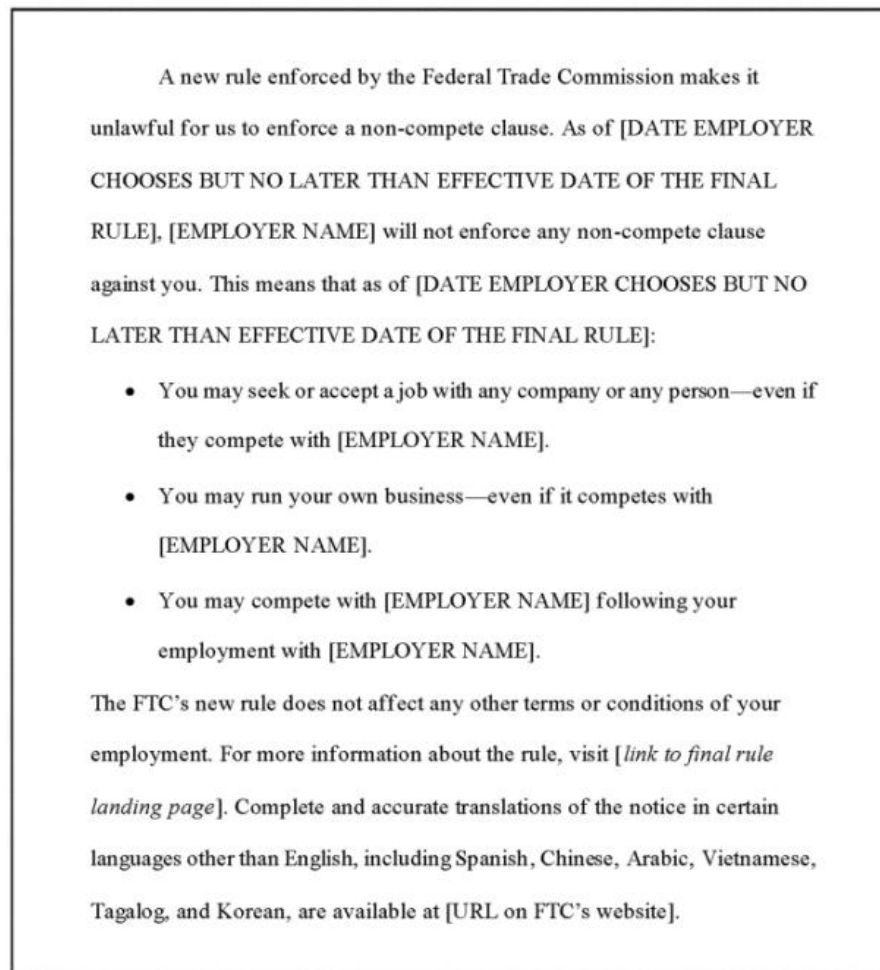 A new rule enforced by the Federal Trade Commission makes it
unlawful for us to enforce a non-compete clause. As of [DATE EMPLOYER
CHOOSES BUT NO LATER THAN EFFECTIVE DATE OF THE FINAL
RULE], [EMPLOYER NAME] will not enforce any non-compete clause
against you. This means that as of [DATE EMPLOYER CHOOSES BUT NO
LATER THAN EFFECTIVE DATE OF THE FINAL RULE]:
• You may seek or accept a job with any company or any person—even if
they compete with [EMPLOYER NAME].
• You may run your own business—even if it competes with
[EMPLOYER NAME].
• You may compete with [EMPLOYER NAME] following your
employment with [EMPLOYER NAME].
The FTC’s new rule does not affect any other terms or conditions of your
employment. For more information about the rule, visit [link to final rule
landing page]. Complete and accurate translations of the notice in certain
languages other than English, including Spanish, Chinese, Arabic, Vietnamese,
Tagalog, and Korean, are available at [URL on FTC’s website].